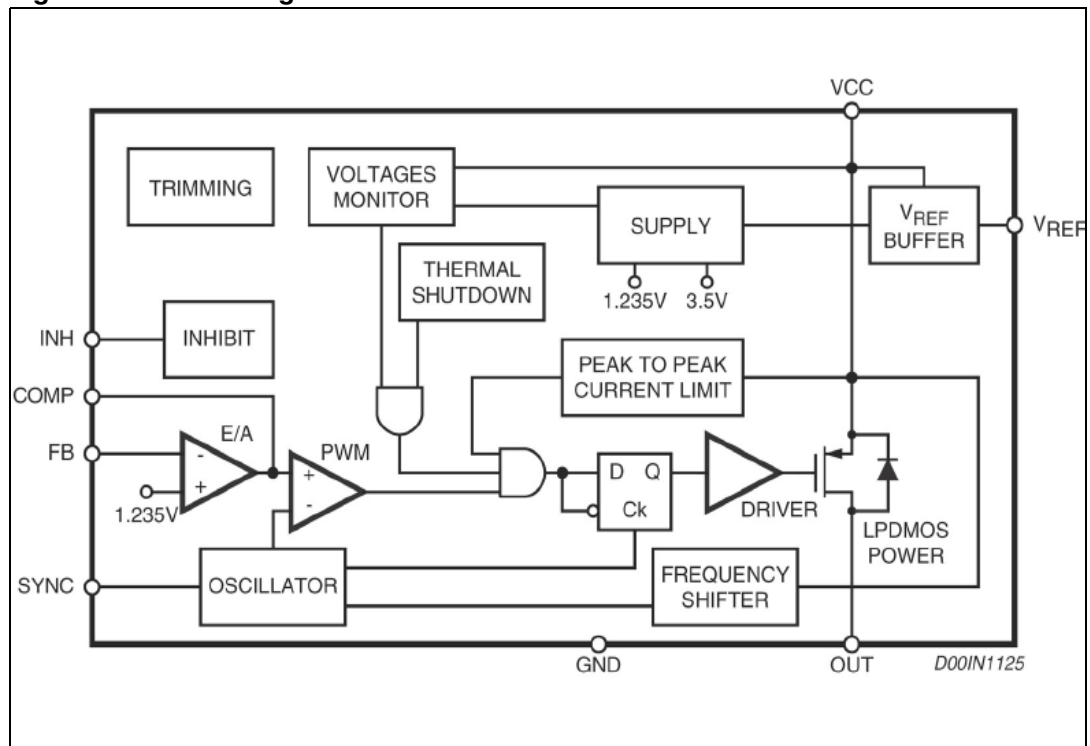 VCC
TRIMMING
VOLTAGES
MONITOR
SUPPLY
VREF
BUFFER
VREF
THERMAL
SHUTDOWN
1.235V
3.5V
INH
INHIBIT
PEAK TO PEAK
CURRENT LIMIT
COMP
E/A
FB
-
+
1.235V
PWM
+
-
D
Q
Ck
DRIVER
LPDMOS
POWER
SYNC
OSCILLATOR
FREQUENCY
SHIFTER
GND
OUT
D00IN1125